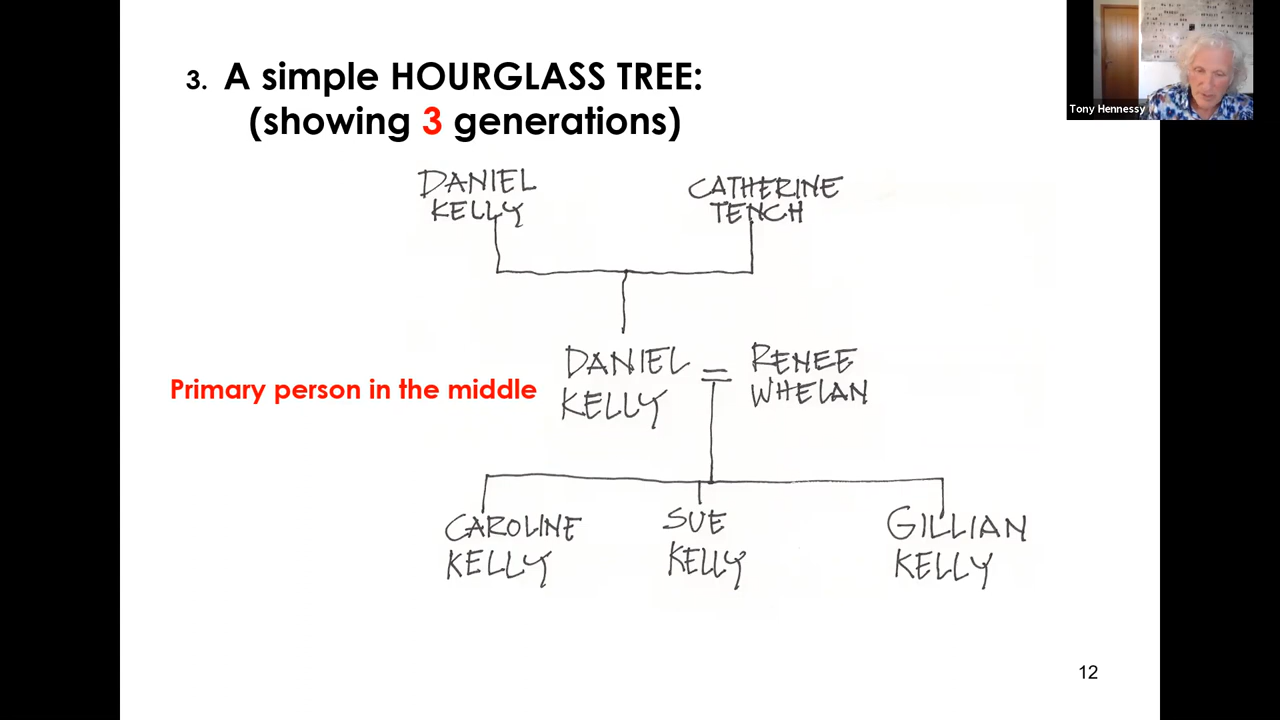 3. A simple HOURGLASS TREE:
(showing 3 generations)
Tony Hennessy
DANIEL
KELLY
CATHERINE
TENCH
Primary person in the middle
DANIEL
KELLY
=
RENEE
WHELAN
CAROLINE
KELLY
SUE
KELLY
GILLIAN
KELLY
12